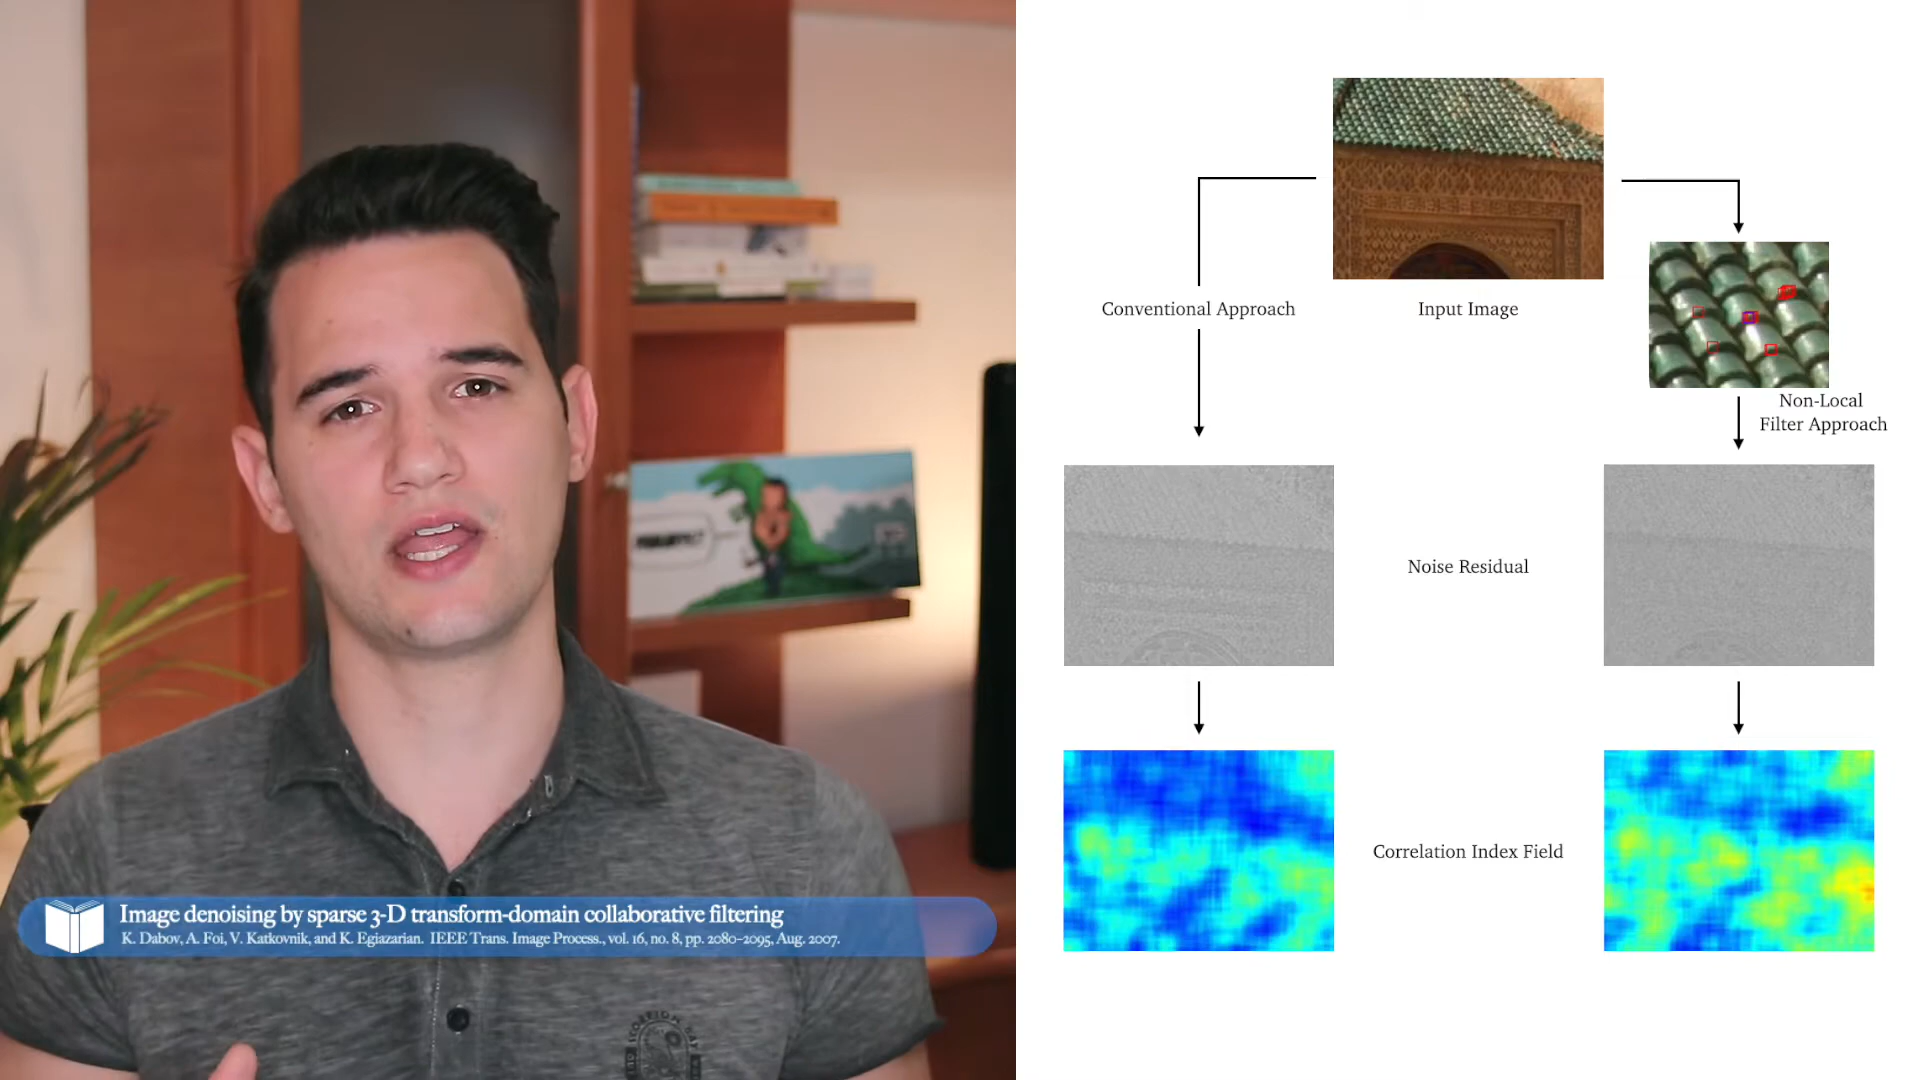 Conventional Approach
Input Image
Non-Local
Filter Approach
Noise Residual
Correlation Index Field
Image denoising by sparse 3-D transform-domain collaborative filtering
K. Dabov, A. Foi, V. Katkovnik, and K. Egiazarian. IEEE Trans. Image Process., vol. 16, no. 8, pp. 2080-2095, Aug. 2007.